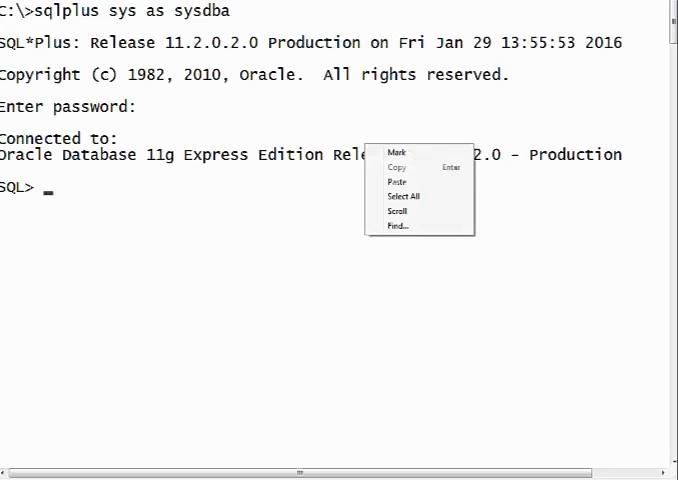 C:\>sqlplus sys as sysdba
SQL*Plus: Release 11.2.0.2.0 Production on Fri Jan 29 13:55:53 2016
Copyright (c) 1982, 2010, Oracle.  All rights reserved.
Enter password:
Connected to:
Oracle Database 11g Express Edition Rele 2.0 - Production
SQL> _
Mark
Copy Enter
Paste
Select All
Scroll
Find...